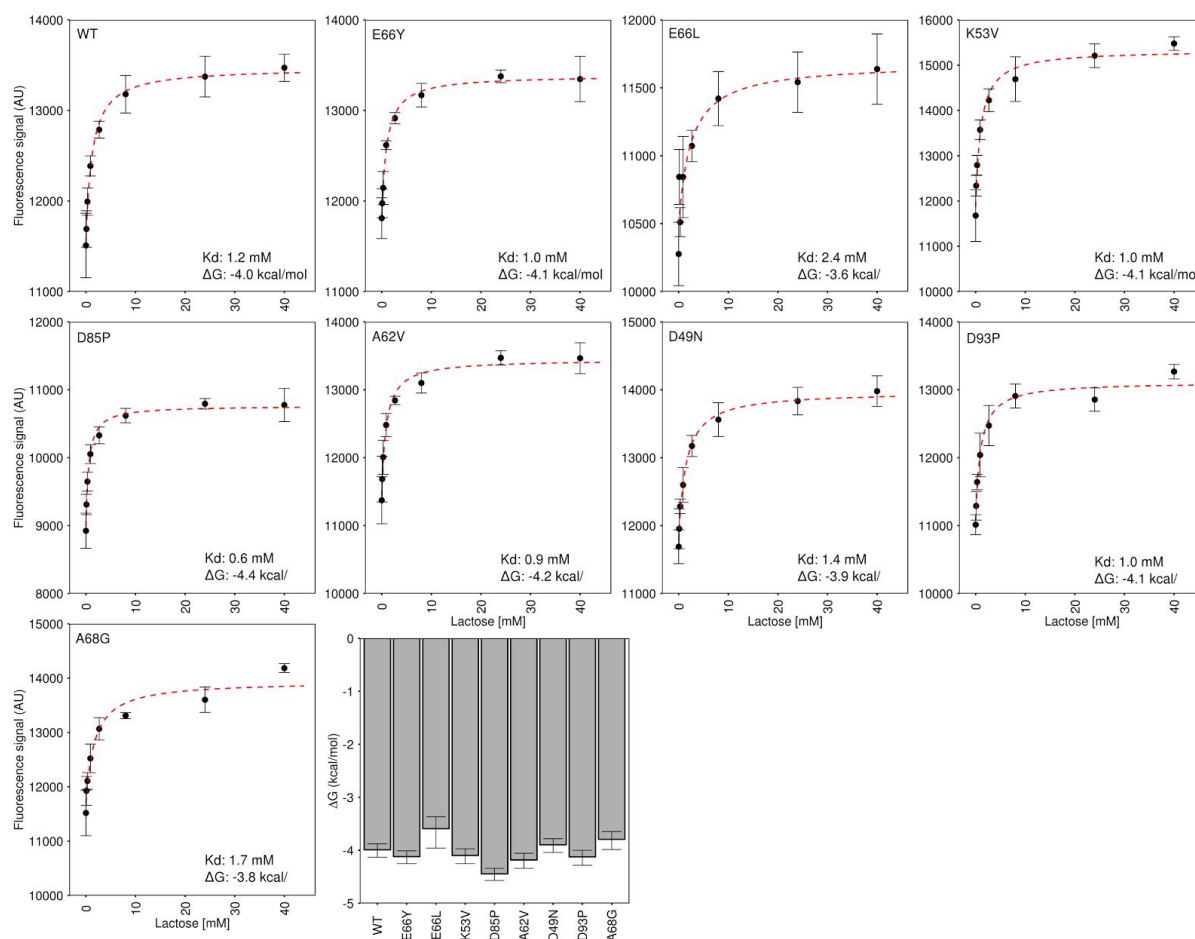 WT
14000
13000
12000
11000
Fluorescence signal (AU)
0
10
20
30
40
Kd: 1.2 mM
ΔG: -4.0 kcal/mol
E66Y
14000
13000
12000
11000
0
10
20
30
40
Kd: 1.0 mM
ΔG: -4.1 kcal/mol
E66L
12000
11500
11000
10500
10000
0
10
20
30
40
Kd: 2.4 mM
ΔG: -3.6 kcal/
K53V
16000
15000
14000
13000
12000
11000
10000
0
10
20
30
40
Kd: 1.0 mM
ΔG: -4.1 kcal/mol
D85P
12000
11000
10000
9000
8000
Fluorescence signal (AU)
0
10
20
30
40
Kd: 0.6 mM
ΔG: -4.4 kcal/
A62V
14000
13000
12000
11000
10000
0
10
20
30
40
Lactose [mM]
Kd: 0.9 mM
ΔG: -4.2 kcal/
D49N
15000
14000
13000
12000
11000
0
10
20
30
40
Lactose [mM]
Kd: 1.4 mM
ΔG: -3.9 kcal/
D93P
14000
13000
12000
11000
10000
0
10
20
30
40
Lactose [mM]
Kd: 1.0 mM
ΔG: -4.1 kcal/
A68G
15000
14000
13000
12000
11000
10000
Fluorescence signal (AU)
0
10
20
30
40
Lactose [mM]
Kd: 1.7 mM
ΔG: -3.8 kcal/
0
-1
-2
-3
-4
-5
ΔG (kcal/mol)
WT
E66Y
E66L
K53V
D85P
A62V
D49N
D93P
A68G